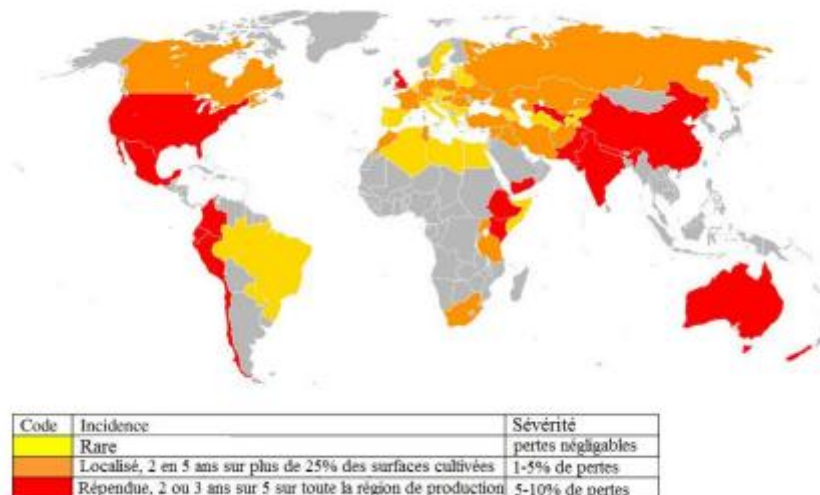 Code Incidence Sévérité
Rare pertes négligables
Localisé, 2 en 5 ans sur plus de 25% des surfaces cultivées 1-5% de pertes
Répendue, 2 ou 3 ans sur 5 sur toute la région de production 5-10% de pertes